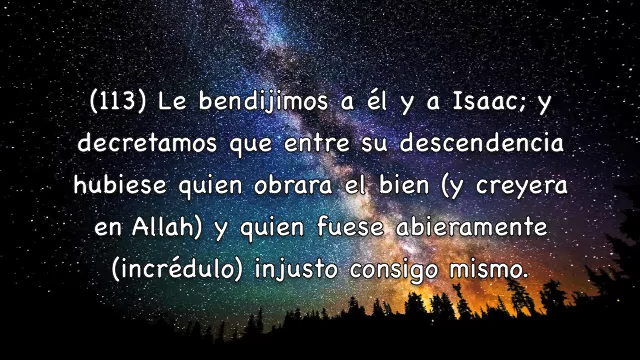 (113) Le bendijimos a él y a Isaac; y
decretamos que entre su descendencia
hubiese quien obrara el bien (y creyera
en Allah) y quien fuese abieramente
(incrédulo) injusto consigo mismo.